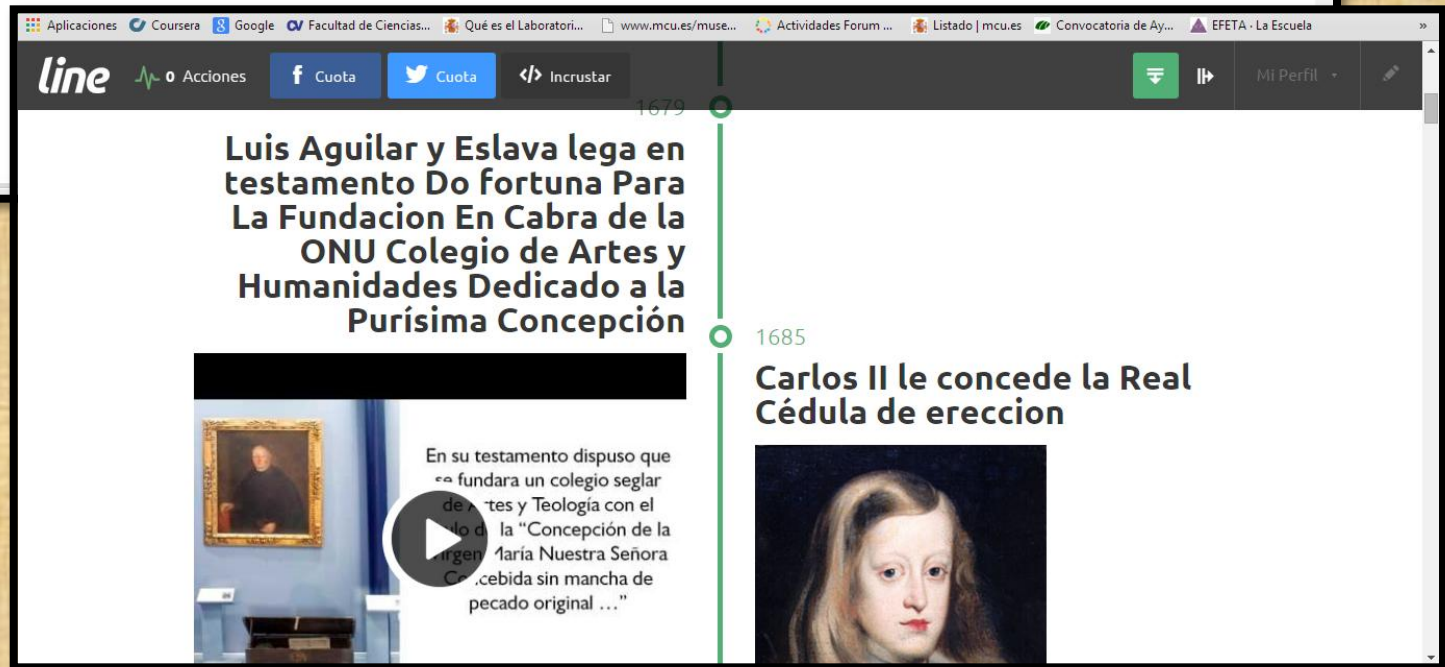 Aplicaciones Coursera Google Facultad de Ciencias... Qué es el Laboratori... www.mcu.es/muse... Actividades Forum ... Listado | mcu.es Convocatoria de Ay... EFETA - La Escuela »
line 0 Acciones Cuota Cuota </> Incrustar Mi Perfil
1679
Luis Aguilar y Eslava lega en
testamento Do fortuna Para
La Fundacion En Cabra de la
ONU Colegio de Artes y
Humanidades Dedicado a la
Purísima Concepción
En su testamento dispuso que
se fundara un colegio seglar
de Artes y Teología con el
la “Concepción de la
María Nuestra Señora
sin mancha de
pecado original …”
1685
Carlos II le concede la Real
Cédula de ereccion